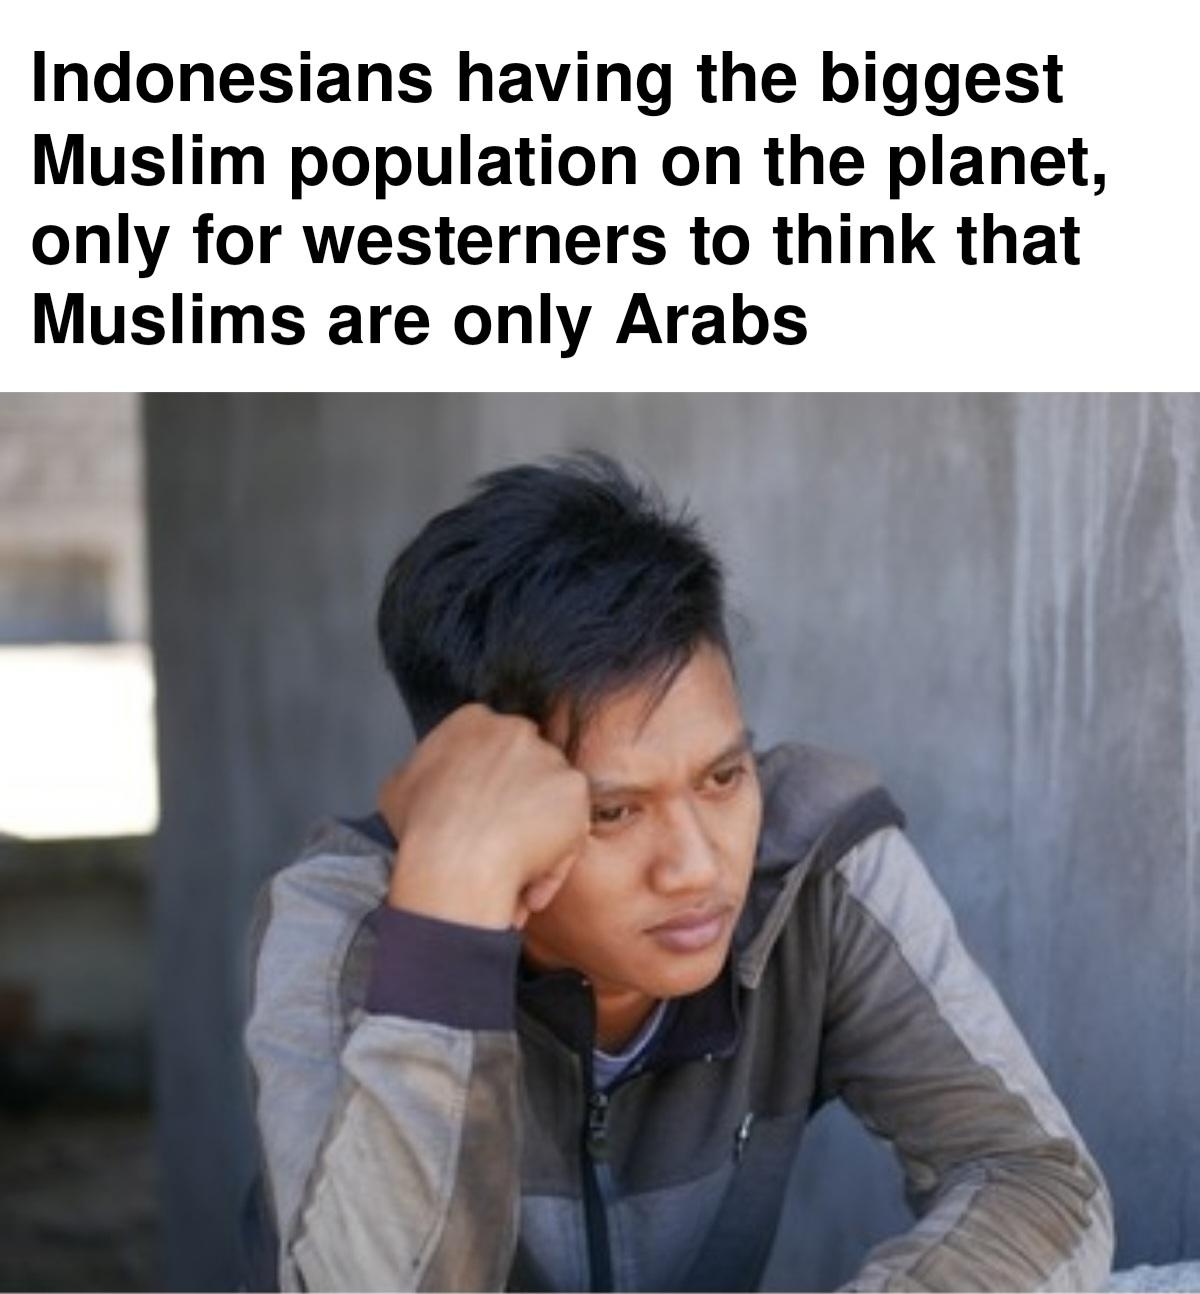 Indonesians having the biggest
Muslim population on the planet,
only for westerners to think that
Muslims are only Arabs